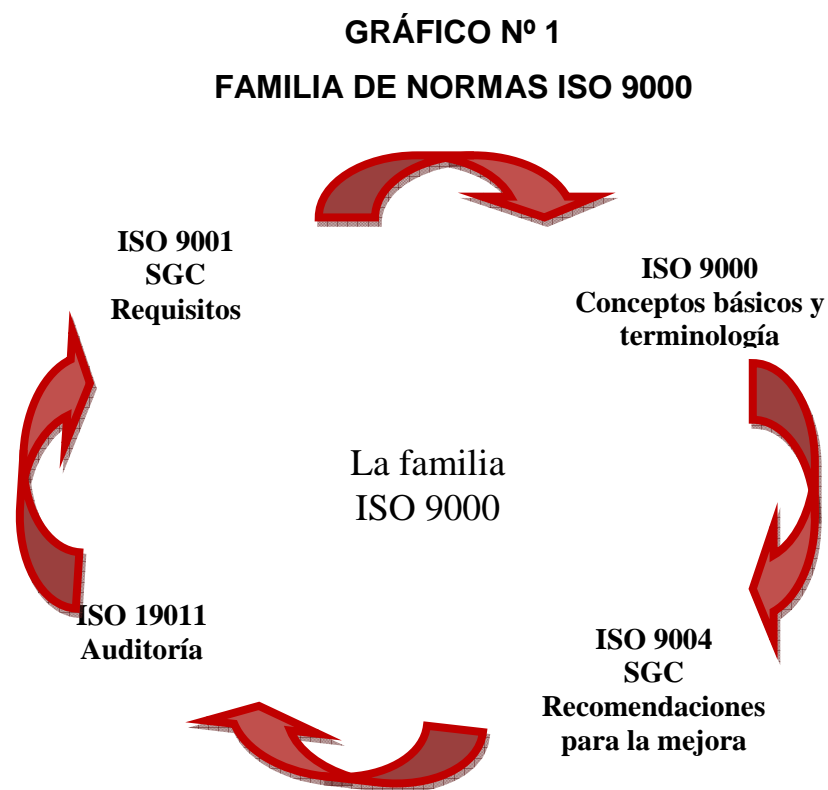 GRÁFICO Nº 1
FAMILIA DE NORMAS ISO 9000
ISO 9001
SGC
Requisitos
ISO 9000
Conceptos básicos y
terminología
La familia
ISO 9000
ISO 19011
Auditoría
ISO 9004
SGC
Recomendaciones
para la mejora